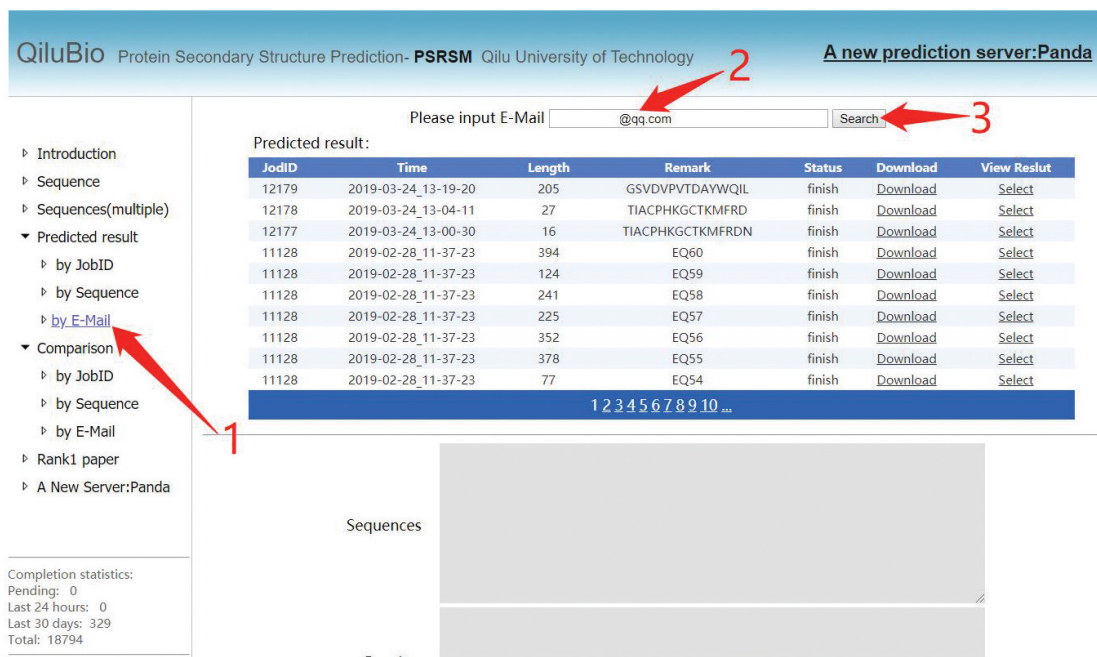 QiluBio Protein Secondary Structure Prediction- PSRSM Qilu University of Technology
A new prediction server:Panda
2
Please input E-Mail @qq.com Search 3
Introduction
Sequence
Sequences(multiple)
Predicted result
by JobID
by Sequence
by E-Mail
Comparison
by JobID
by Sequence
by E-Mail
1
Rank1 paper
A New Server:Panda
Predicted result:
JodID Time Length Remark Status Download View Reslut
12179 2019-03-24_13-19-20 205 GSVDVPVTDAYWQIL finish Download Select
12178 2019-03-24_13-04-11 27 TIACPHKGCTKMFRD finish Download Select
12177 2019-03-24_13-00-30 16 TIACPHKGCTKMFRDN finish Download Select
11128 2019-02-28_11-37-23 394 EQ60 finish Download Select
11128 2019-02-28_11-37-23 124 EQ59 finish Download Select
11128 2019-02-28_11-37-23 241 EQ58 finish Download Select
11128 2019-02-28_11-37-23 225 EQ57 finish Download Select
11128 2019-02-28_11-37-23 352 EQ56 finish Download Select
11128 2019-02-28_11-37-23 378 EQ55 finish Download Select
11128 2019-02-28_11-37-23 77 EQ54 finish Download Select
1 2 3 4 5 6 7 8 9 10 ...
Sequences
Completion statistics:
Pending: 0
Last 24 hours: 0
Last 30 days: 329
Total: 18794